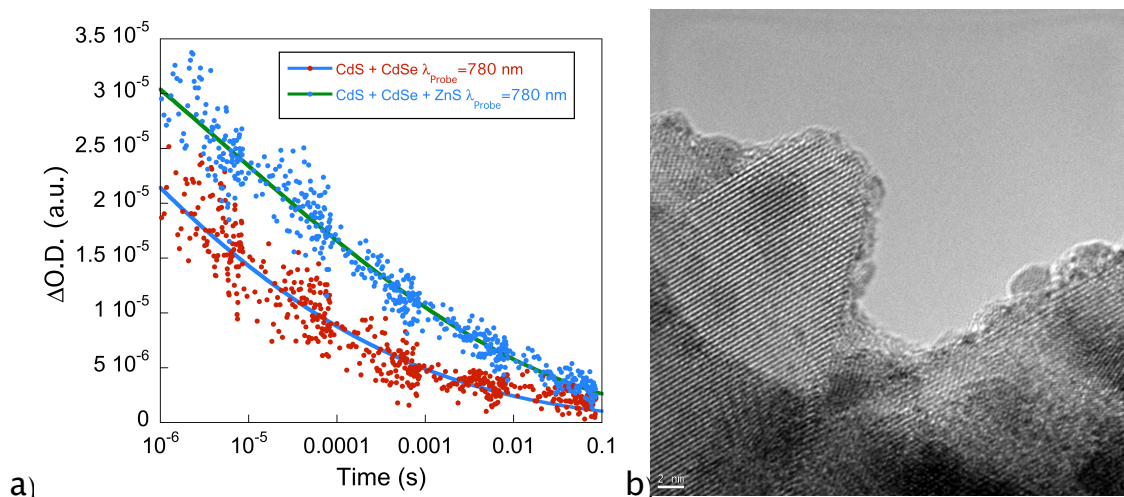 3.5 10⁻⁵
3 10⁻⁵
2.5 10⁻⁵
2 10⁻⁵
1.5 10⁻⁵
1 10⁻⁵
5 10⁻⁶
0
ΔO.D. (a.u.)
CdS + CdSe λ_Probe=780 nm
CdS + CdSe + ZnS λ_Probe=780 nm
10⁻⁶ 10⁻⁵ 0.0001 0.001 0.01 0.1
Time (s)
a)
b)
2 nm